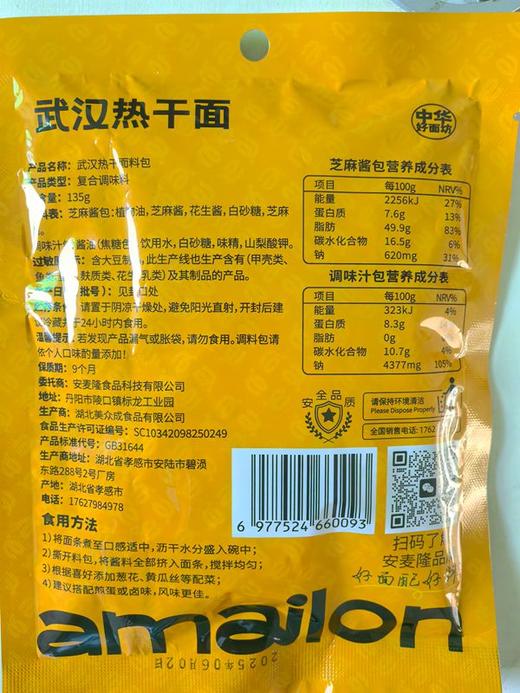 武汉热干面
中华
好面坊
产品名称：武汉热干面料包
产品类型：复合调味料
含量：135g
料表：芝麻酱包：植物油，芝麻酱，花生酱，白砂糖，芝麻
调味汁包：酱油(焦糖色)，饮用水，白砂糖，味精，山梨酸钾。
过敏 示：含大豆制品，此生产线也生产含有(甲壳类、
鱼 、麸质类、花生、乳类）及其制品的产品。
日 (批号)：见封口处
条件：请置于阴凉干燥处，避免阳光直射，开封后建
议冷藏并于24小时内食用。
温馨提示：若发现产品漏气或胀袋，请勿食用。调料包请
依个人口味酌量添加！
保质期：9个月
委托商：安麦隆食品科技有限公司
地址：丹阳市陵口镇标龙工业园
生产商：湖北美众成食品有限公司
食品生产许可证编号：SC10342098250249
产品标准代号：GB31644
生产商地址：湖北省孝感市安陆市碧涢
东路288号2号厂房
产地：湖北省孝感市
电话：17627984978
芝麻酱包营养成分表
项目 每100g NRV%
能量 2256kJ 27%
蛋白质 7.6g 13%
脂肪 49.9g 83%
碳水化合物 16.5g 6%
钠 620mg 31%
调味汁包营养成分表
项目 每100g NRV%
能量 323kJ 4%
蛋白质 8.3g
脂肪 0g
碳水化合物 10.7g 4%
钠 4377mg 105%
安全品质
请保持环境清洁
Please Dispose Properly
全国销售电话：1762
6 977524 660093
扫码了解
安麦隆品
好面配好
食用方法
1)将面条煮至口感适中，沥干水分盛入碗中；
2)撕开料包，将酱料全部挤入面条，搅拌均匀；
3)根据喜好添加葱花、黄瓜丝等配菜；
4)建议搭配煎蛋或卤味，风味更佳。
amailon
2025年06月02日